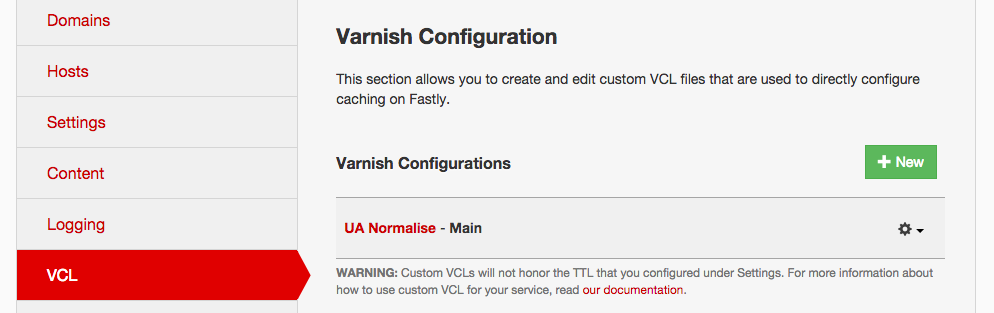 Domains
Hosts
Settings
Content
Logging
VCL
Varnish Configuration
This section allows you to create and edit custom VCL files that are used to directly configure
caching on Fastly.
Varnish Configurations
+ New
UA Normalise - Main
WARNING: Custom VCLs will not honor the TTL that you configured under Settings. For more information about
how to use custom VCL for your service, read our documentation.